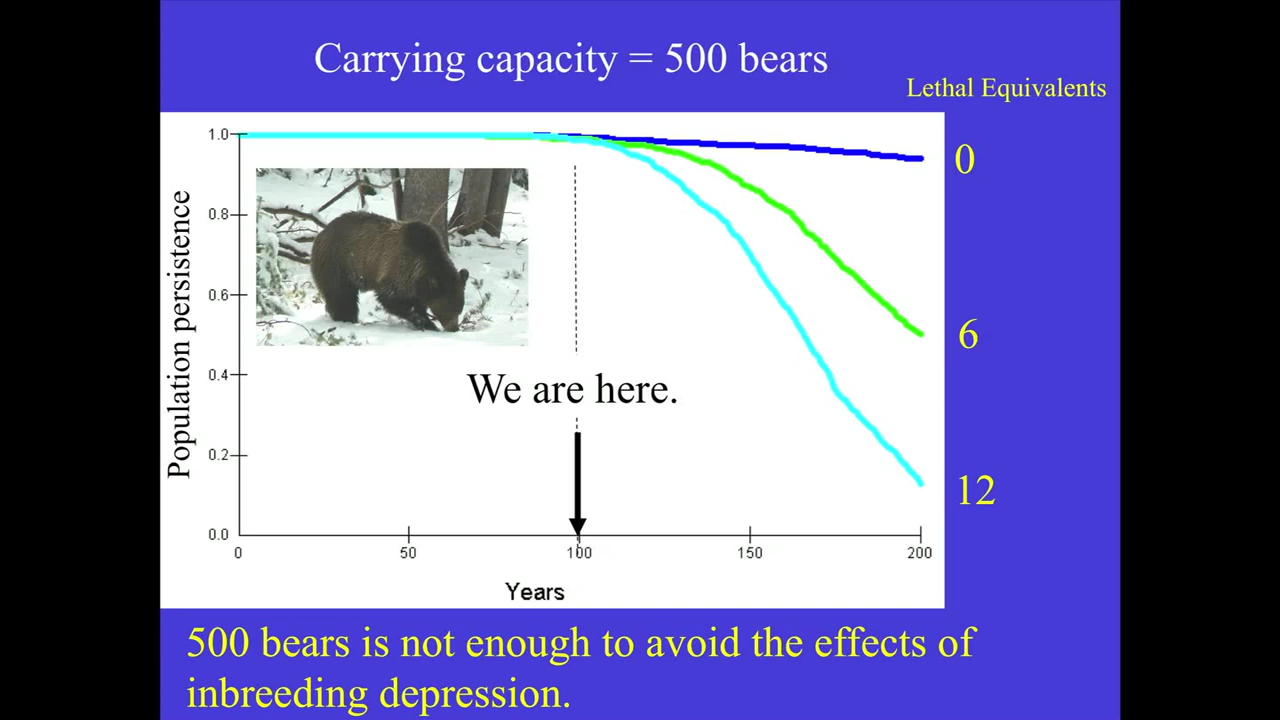 Carrying capacity = 500 bears
Lethal Equivalents
1.0
0
0.8
Population persistence
0.6
6
We are here.
0.4
0.2
12
0.0
0
50
100
150
200
Years
500 bears is not enough to avoid the effects of
inbreeding depression.